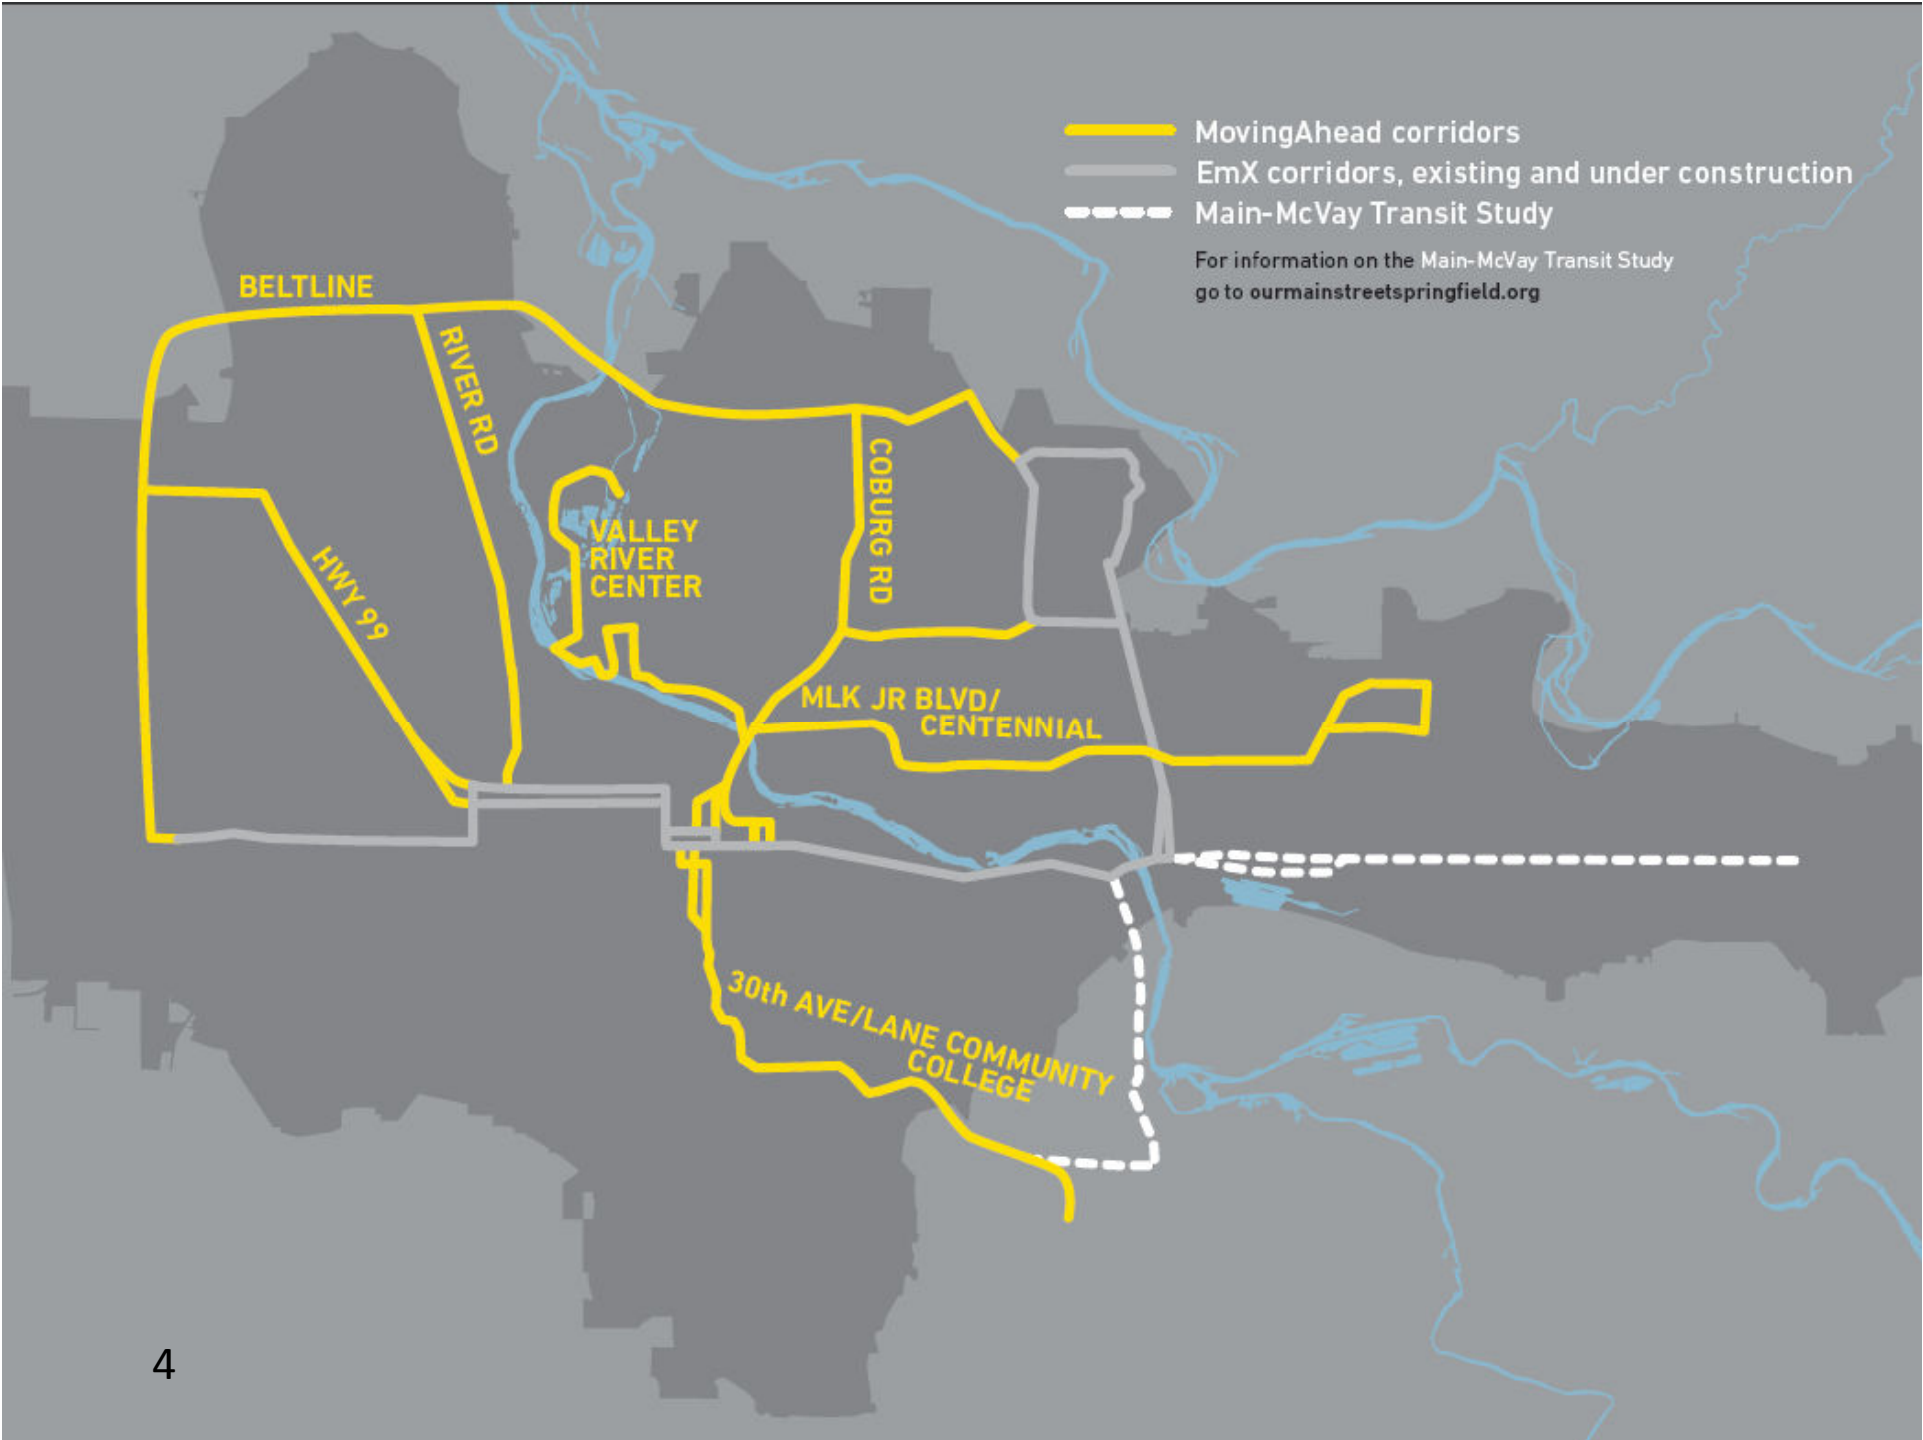 MovingAhead corridors
EmX corridors, existing and under construction
Main-McVay Transit Study
For information on the Main-McVay Transit Study
go to ourmainstreetspringfield.org
BELTLINE
RIVER RD
COBURG RD
VALLEY
RIVER
CENTER
HWY 99
MLK JR BLVD/
CENTENNIAL
30th AVE/LANE COMMUNITY
COLLEGE
4